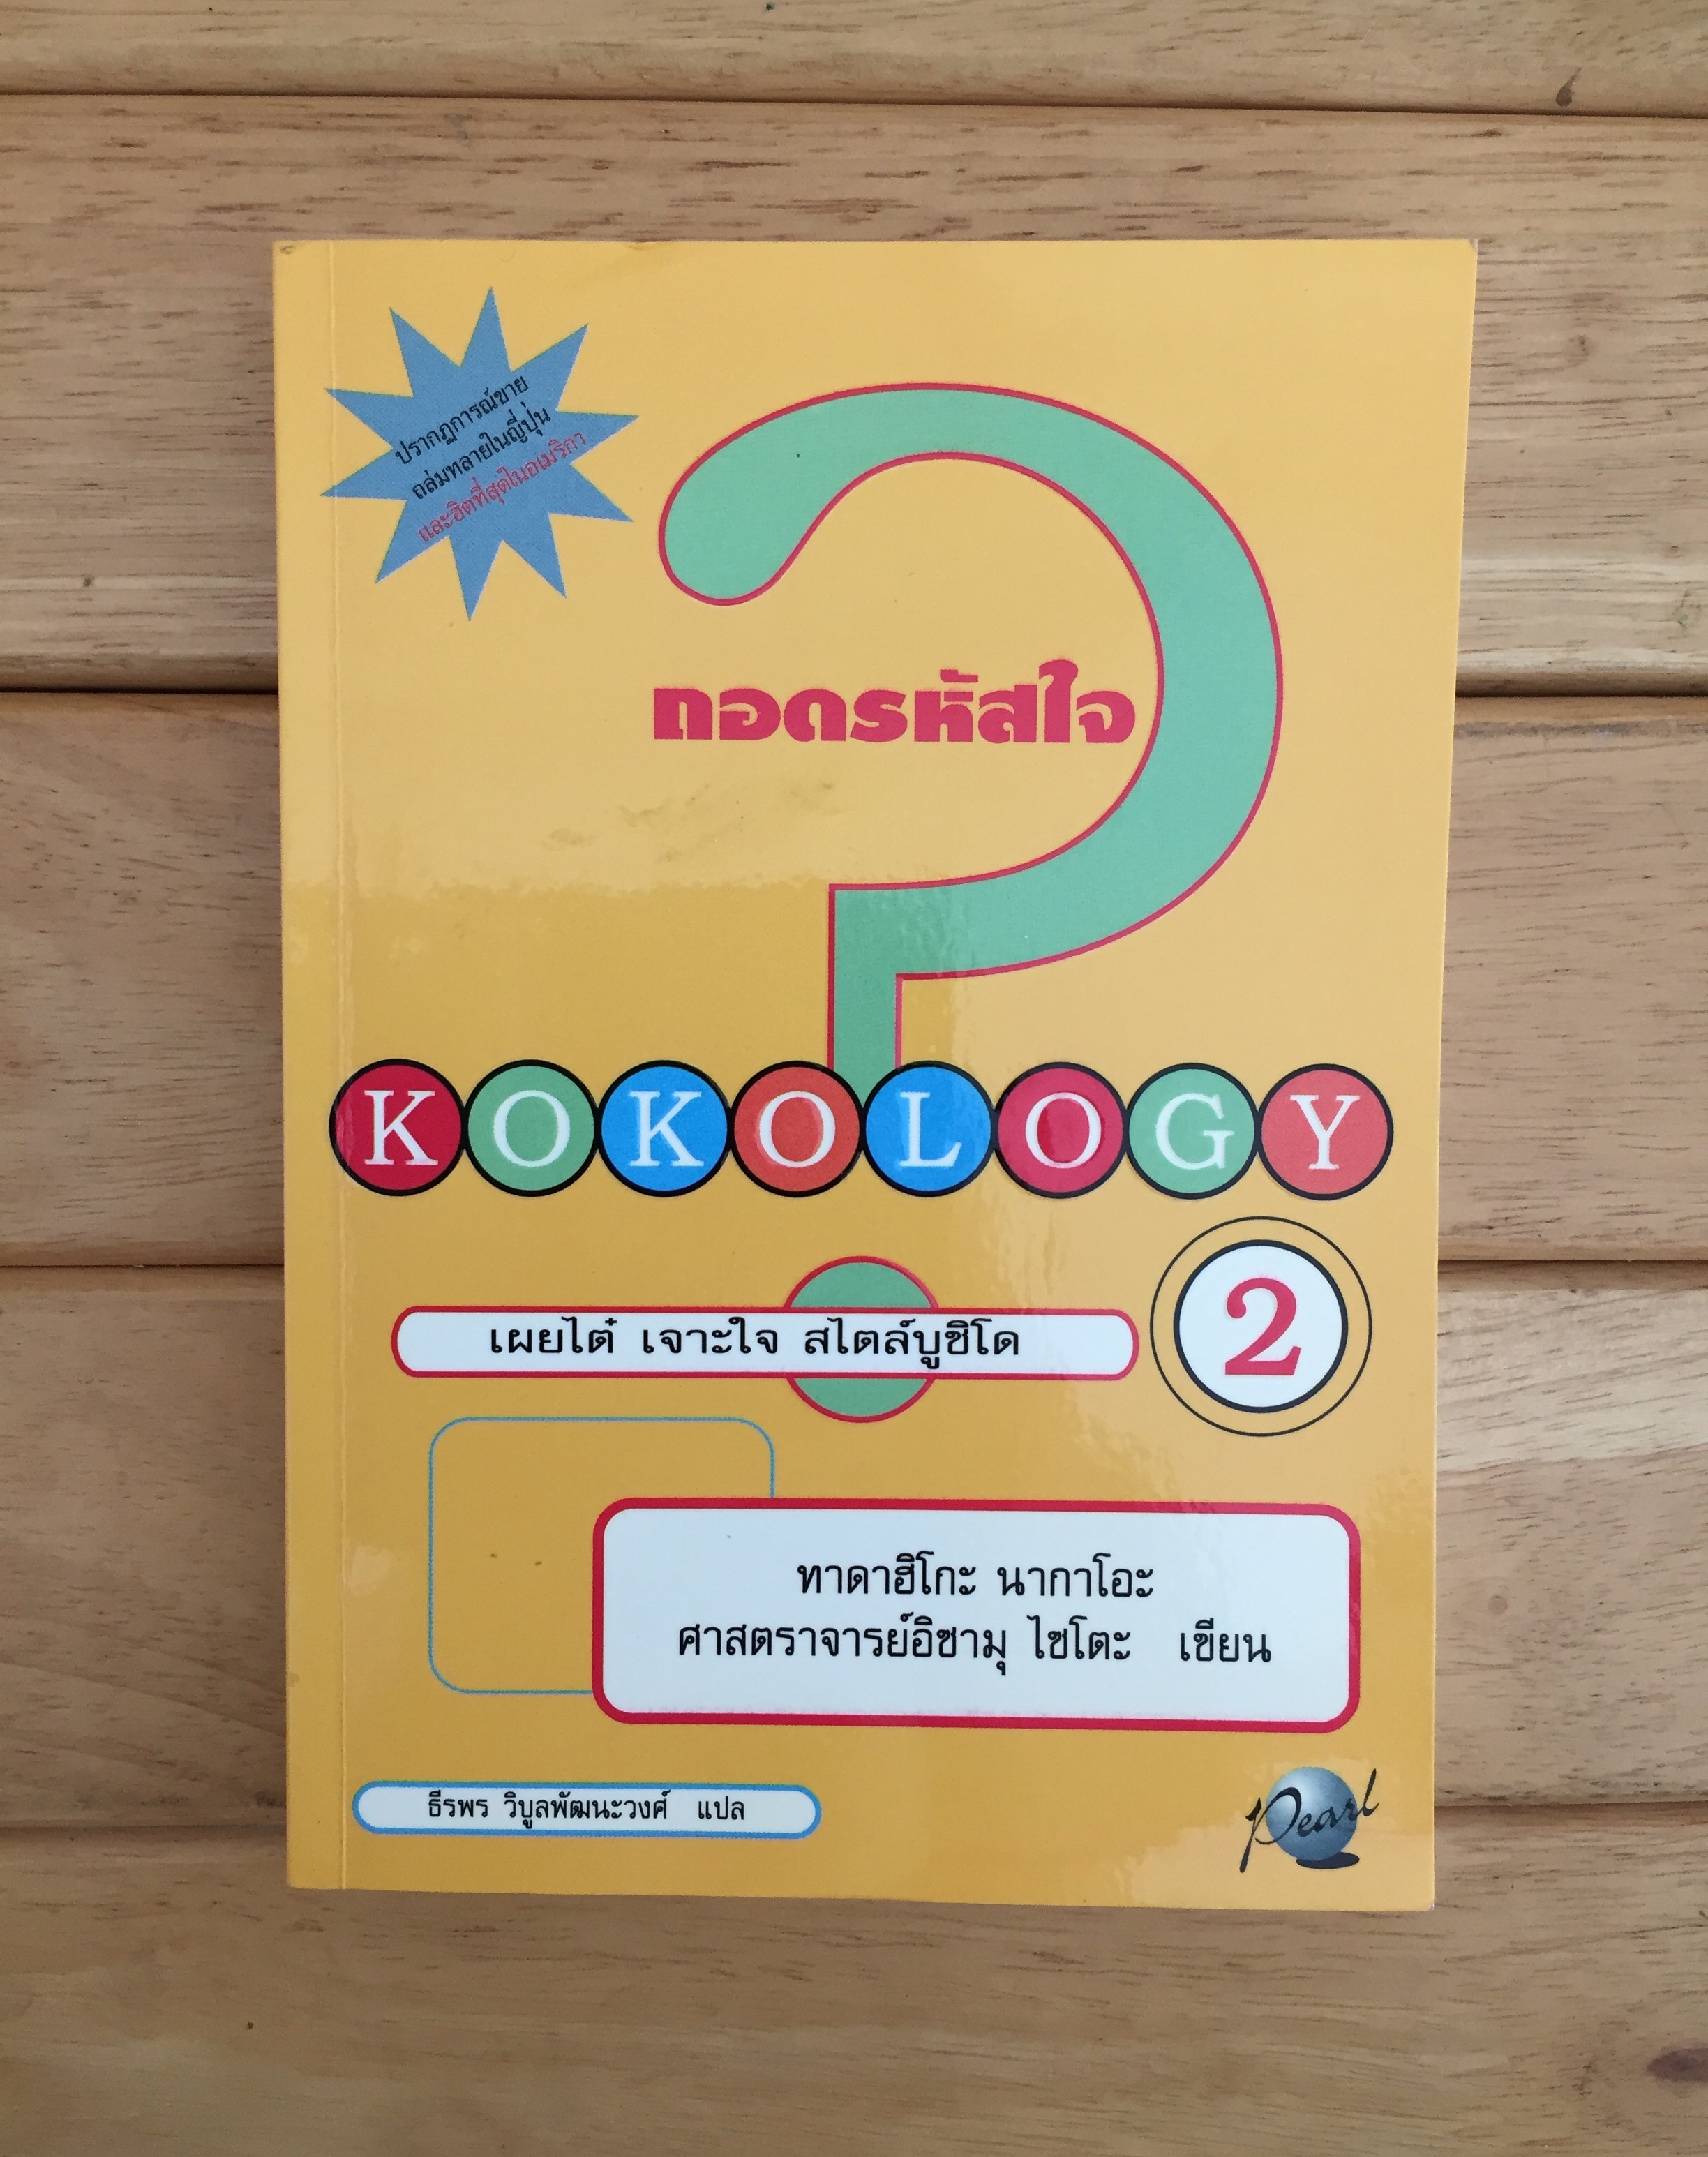 ปรากฏการณ์ขาย
ถล่มทลายในญี่ปุ่น
และฮิตที่สุดในอเมริกา
ถอดรหัสใจ
KOKOLOGY
2
เผยไต๋ เจาะใจ สไตล์บูชิโด
ทาดาฮิโกะ นากาโอะ
ศาสตราจารย์อิซามุ ไซโตะ เขียน
ธีรพร วิบูลพัฒนะวงศ์ แปล
Pearl